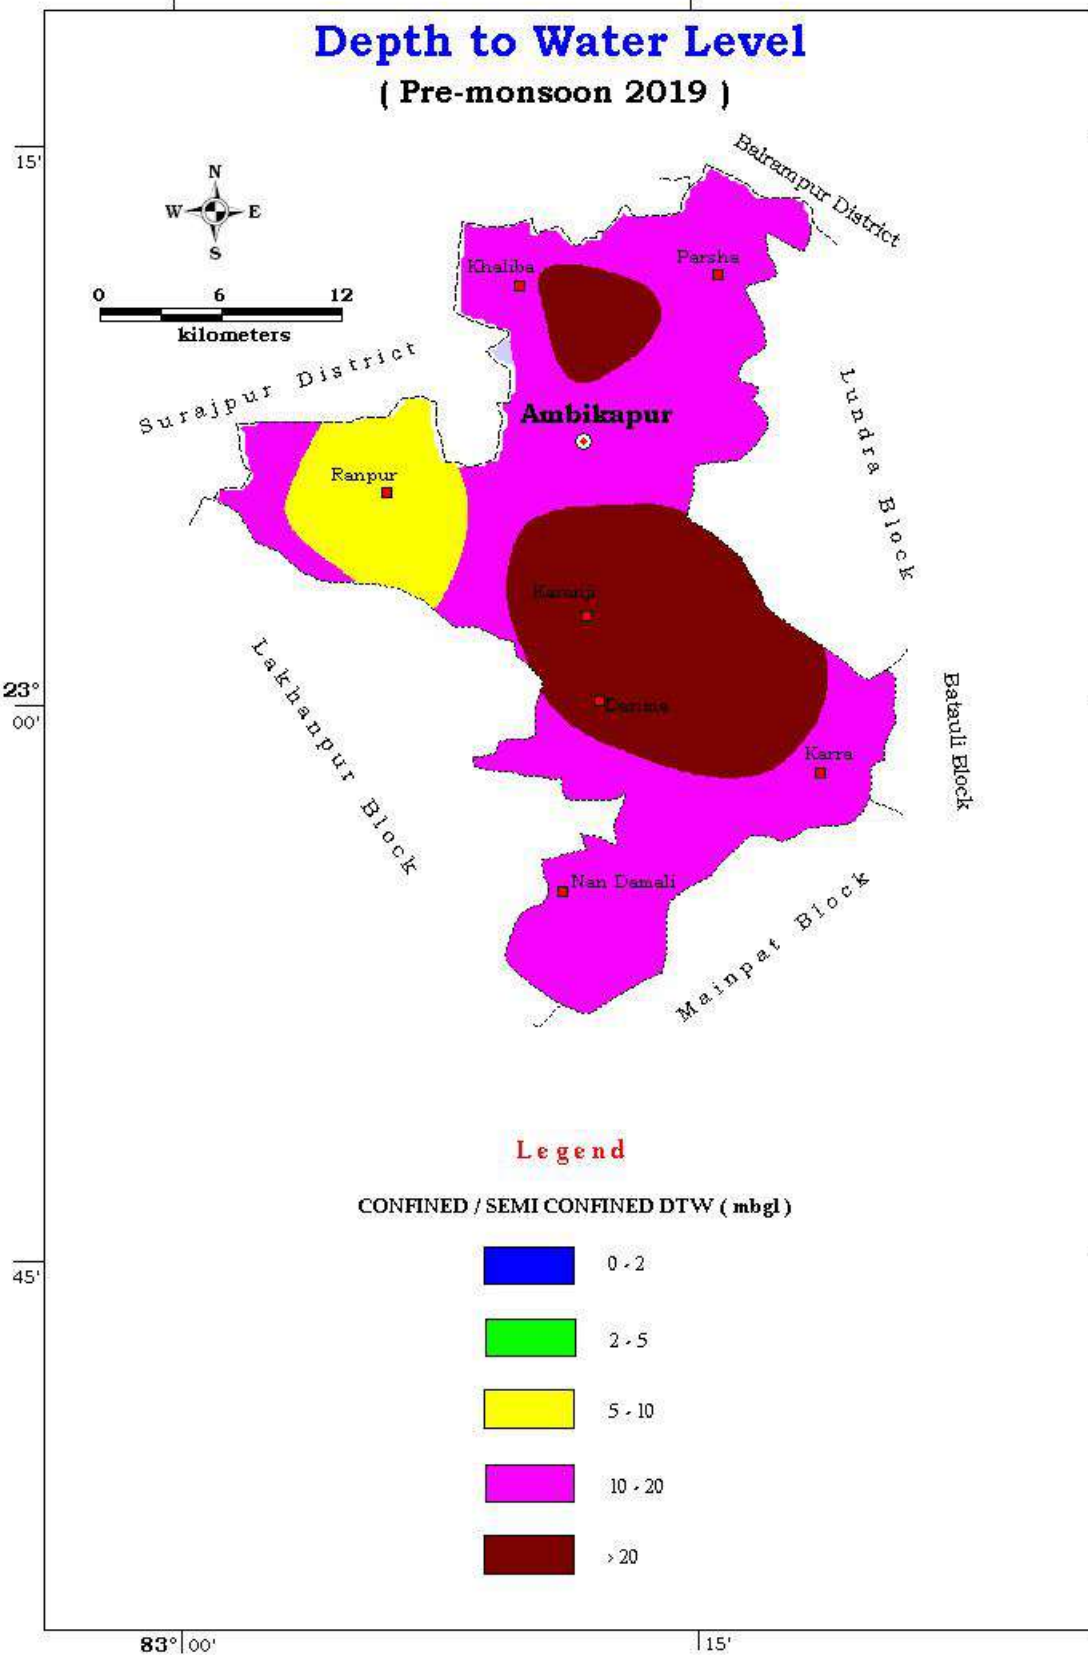 Depth to Water Level
( Pre-monsoon 2019 )
15'
N
W
E
S
0 6 12
kilometers
Balrampur District
Khaliba
Parsha
Surajpur District
Lundra Block
Ambikapur
Ranpur
23°
00'
Lakhanpur Block
Batauli Block
Karra
Nan Damali
Mainpat Block
Legend
CONFINED / SEMI CONFINED DTW ( mbgl )
45'
0 - 2
2 - 5
5 - 10
10 - 20
> 20
83° 00'
15'